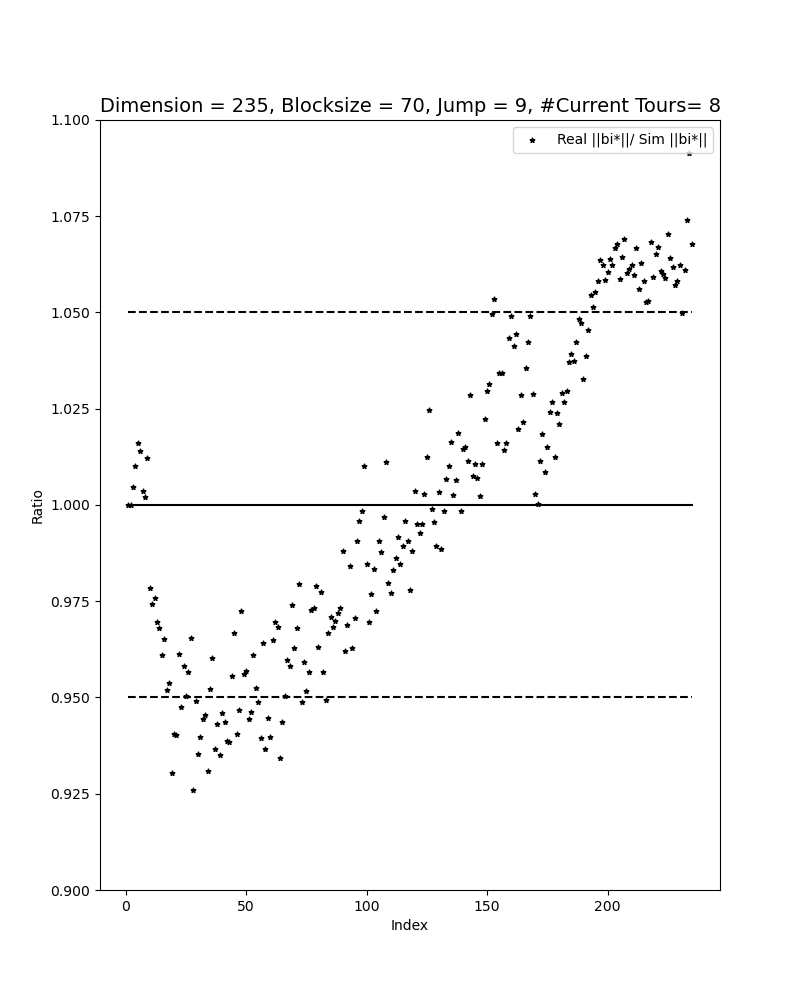 Dimension = 235, Blocksize = 70, Jump = 9, #Current Tours= 8
Real ||bi*||/ Sim ||bi*||
1.100
1.075
1.050
1.025
1.000
0.975
0.950
0.925
0.900
Ratio
0 50 100 150 200
Index